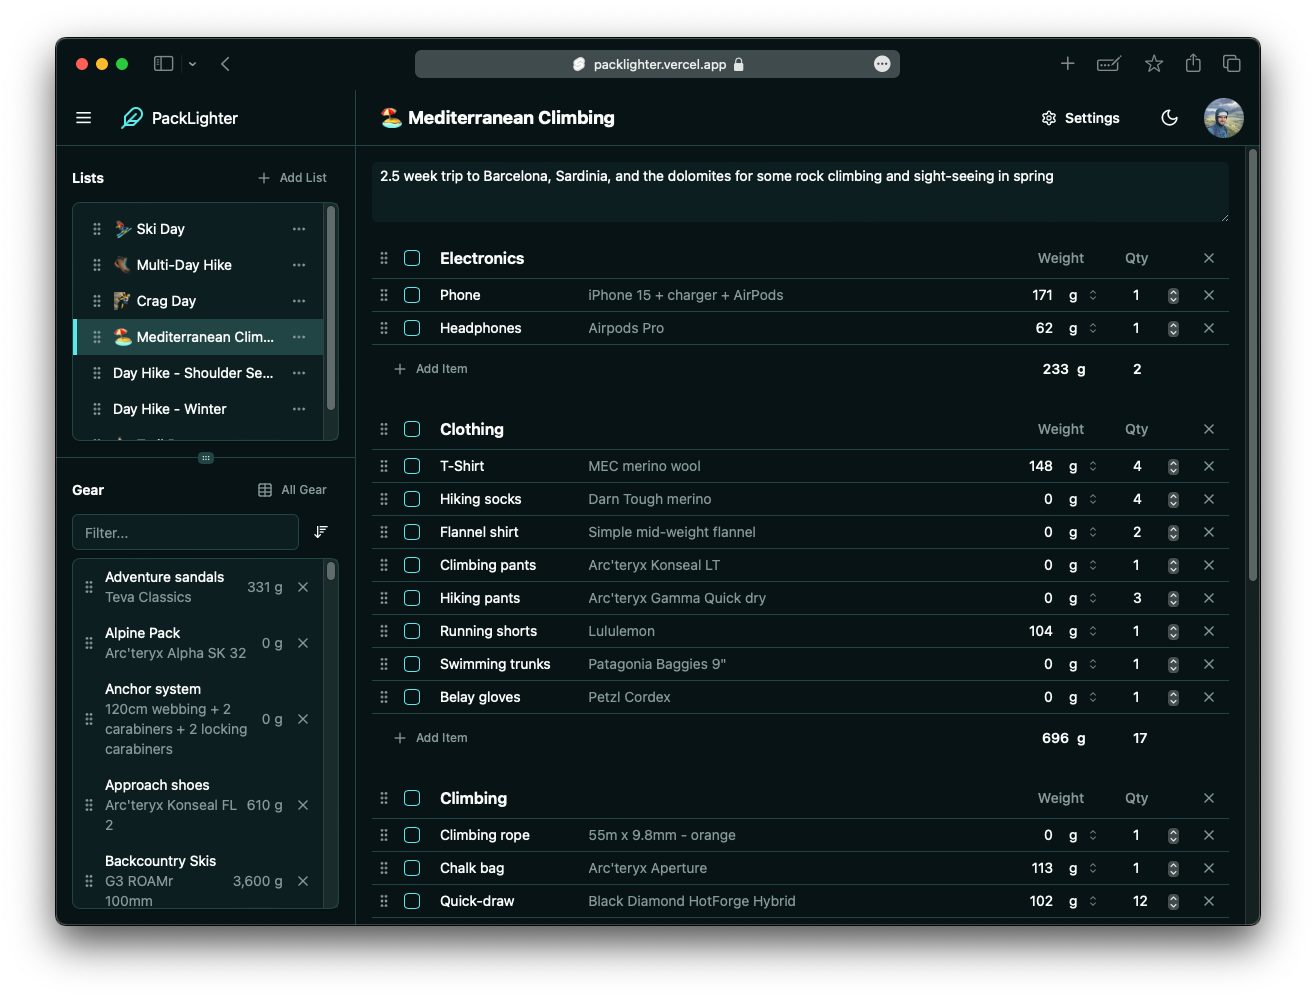 packlighter.vercel.app
PackLighter
Mediterranean Climbing
Settings
Lists
Add List
Ski Day
Multi-Day Hike
Crag Day
Mediterranean Clim...
Day Hike - Shoulder Se...
Day Hike - Winter
Gear
All Gear
Filter...
Adventure sandals
Teva Classics
331 g
Alpine Pack
Arc'teryx Alpha SK 32
0 g
Anchor system
120cm webbing + 2
carabiners + 2 locking
carabiners
0 g
Approach shoes
Arc'teryx Konseal FL
2
610 g
Backcountry Skis
G3 ROAMr
100mm
3,600 g
2.5 week trip to Barcelona, Sardinia, and the dolomites for some rock climbing and sight-seeing in spring
Electronics Weight Qty
Phone iPhone 15 + charger + AirPods 171 g 1
Headphones Airpods Pro 62 g 1
Add Item 233 g 2
Clothing Weight Qty
T-Shirt MEC merino wool 148 g 4
Hiking socks Darn Tough merino 0 g 4
Flannel shirt Simple mid-weight flannel 0 g 2
Climbing pants Arc'teryx Konseal LT 0 g 1
Hiking pants Arc'teryx Gamma Quick dry 0 g 3
Running shorts Lululemon 104 g 1
Swimming trunks Patagonia Baggies 9" 0 g 1
Belay gloves Petzl Cordex 0 g 1
Add Item 696 g 17
Climbing Weight Qty
Climbing rope 55m x 9.8mm - orange 0 g 1
Chalk bag Arc'teryx Aperture 113 g 1
Quick-draw Black Diamond HotForge Hybrid 102 g 12